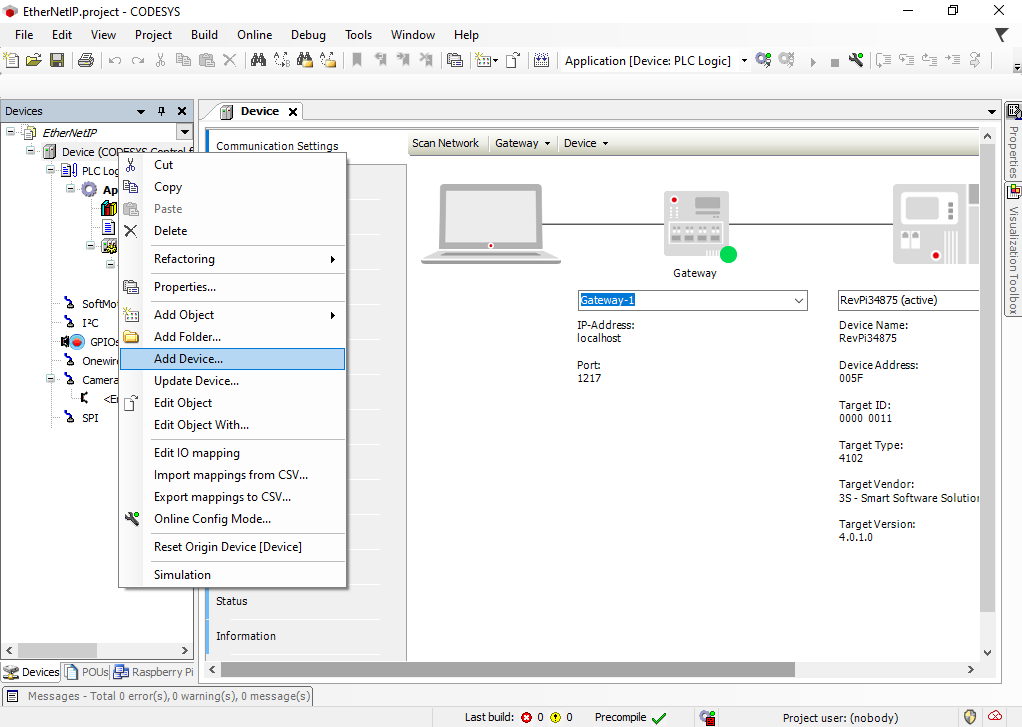 EtherNetIP.project - CODESYS
File Edit View Project Build Online Debug Tools Window Help
Application [Device: PLC Logic]
Devices
EtherNetIP
Device (CODESYS Control f
PLC Log
Ap
SoftMo
I²C
GPIOs
Onewire
Camera
<E
SPI
Cut
Copy
Paste
Delete
Refactoring
Properties...
Add Object
Add Folder...
Add Device...
Update Device...
Edit Object
Edit Object With...
Edit IO mapping
Import mappings from CSV...
Export mappings to CSV...
Online Config Mode...
Reset Origin Device [Device]
Simulation
Device
Communication Settings
Status
Information
Scan Network Gateway Device
Gateway
Gateway-1
IP-Address:
localhost
Port:
1217
RevPi34875 (active)
Device Name:
RevPi34875
Device Address:
005F
Target ID:
0000 0011
Target Type:
4102
Target Vendor:
3S - Smart Software Solution
Target Version:
4.0.1.0
Properties
Visualization Toolbox
Devices POUs Raspberry Pi
Messages - Total 0 error(s), 0 warning(s), 0 message(s)
Last build: 0 0 Precompile Project user: (nobody)